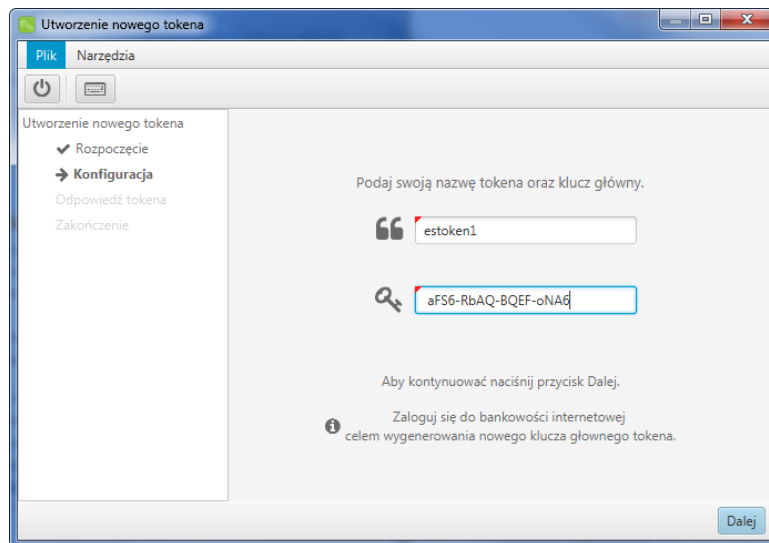 Utworzenie nowego tokena
Plik Narzędzia
Utworzenie nowego tokena
Rozpoczęcie
Konfiguracja
Odpowiedź tokena
Zakończenie
Podaj swoją nazwę tokena oraz klucz główny.
estoken1
aFS6-RbAQ-BQEF-oNA6
Aby kontynuować naciśnij przycisk Dalej.
Zaloguj się do bankowości internetowej
celem wygenerowania nowego klucza głownego tokena.
Dalej